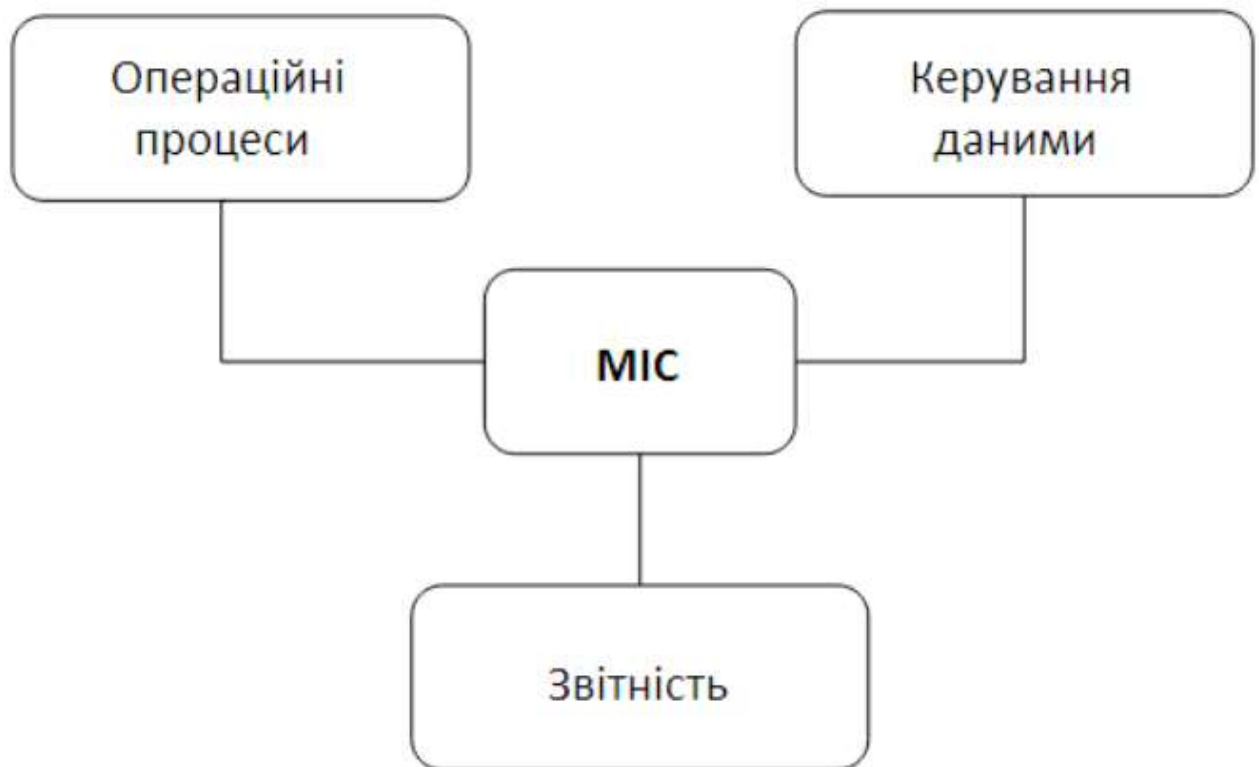 Операційні
процеси
Керування
даними
МІС
Звітність